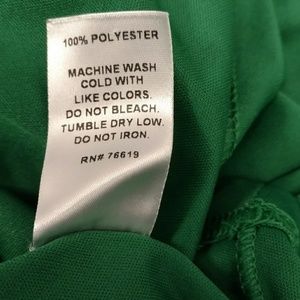 100% POLYESTER
MACHINE WASH
COLD WITH
LIKE COLORS.
DO NOT BLEACH.
TUMBLE DRY LOW.
DO NOT IRON.
RN# 76619